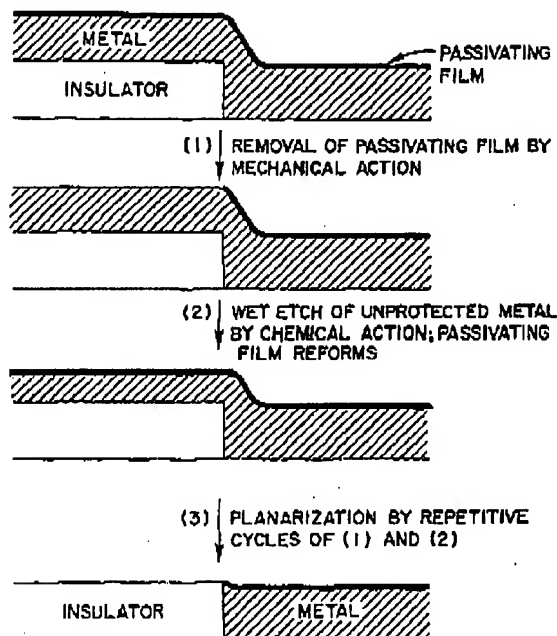 METAL
PASSIVATING
FILM
INSULATOR
(1) REMOVAL OF PASSIVATING FILM BY
MECHANICAL ACTION
(2) WET ETCH OF UNPROTECTED METAL
BY CHEMICAL ACTION; PASSIVATING
FILM REFORMS
(3) PLANARIZATION BY REPETITIVE
CYCLES OF (1) AND (2)
INSULATOR METAL